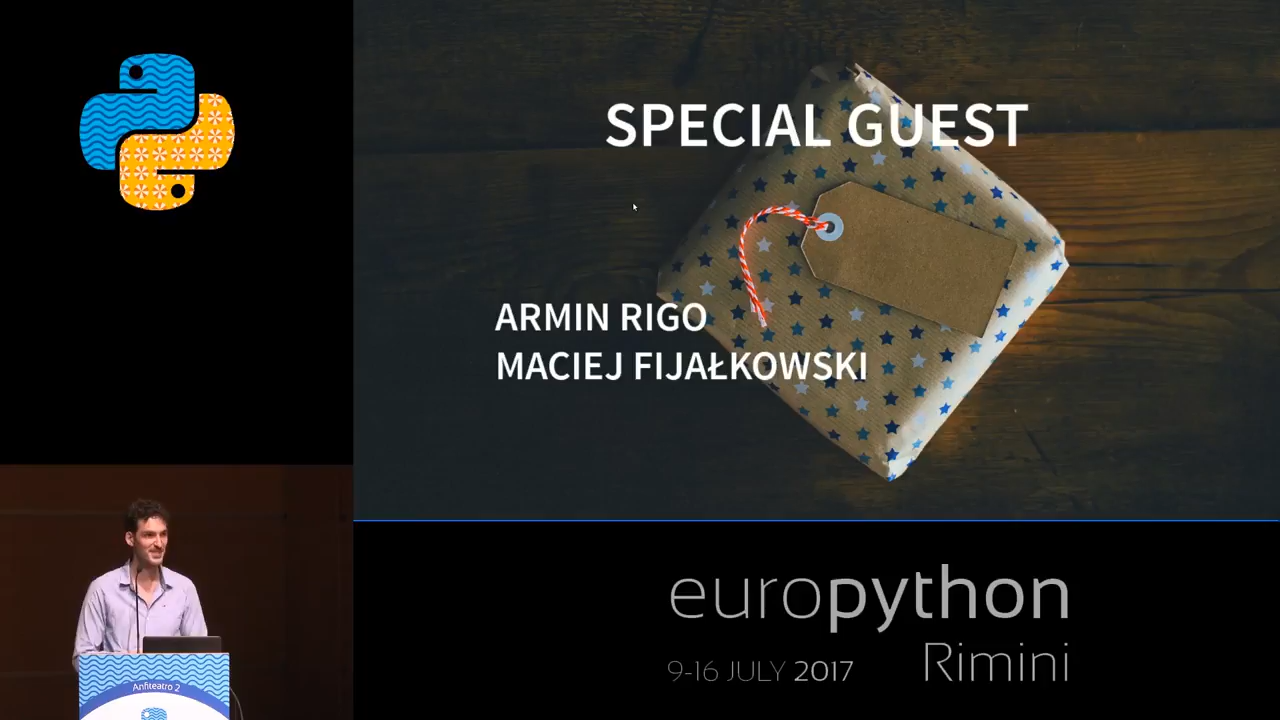 SPECIAL GUEST
ARMIN RIGO
MACIEJ FIJAŁKOWSKI
europython
9-16 JULY 2017
Rimini
Anfiteatro 2